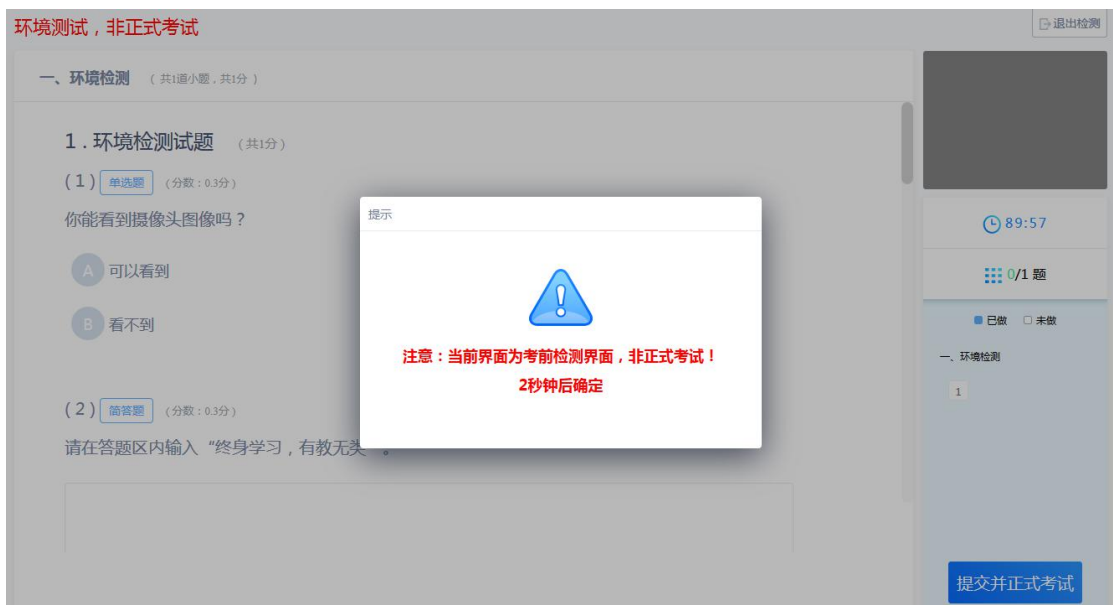 环境测试，非正式考试
退出检测
一、环境检测 （ 共1道小题，共1分 ）
1 . 环境检测试题 （共1分）
(1) 单选题 （分数：0.3分）
你能看到摄像头图像吗？
A 可以看到
B 看不到
(2) 简答题 （分数：0.3分）
请在答题区内输入“终身学习，有教无类”。
提示
注意：当前界面为考前检测界面，非正式考试！
2秒钟后确定
89:57
0/1 题
已做 未做
一、环境检测
1
提交并正式考试